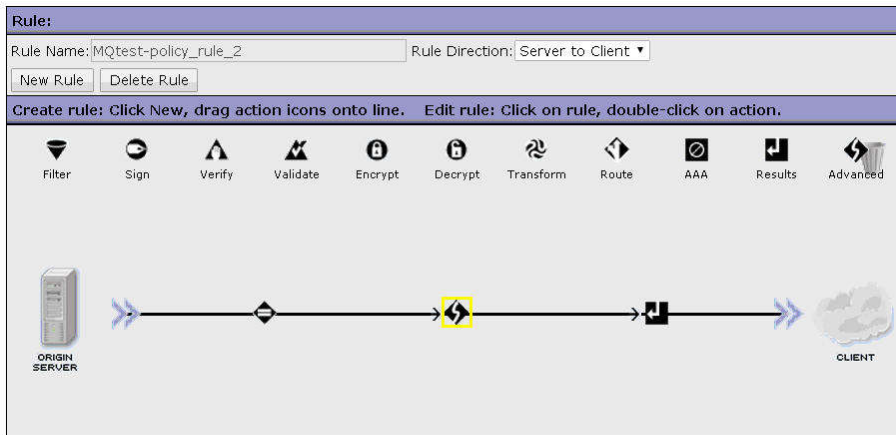 Rule:
Rule Name: MQtest-policy_rule_2 Rule Direction: Server to Client
New Rule Delete Rule
Create rule: Click New, drag action icons onto line. Edit rule: Click on rule, double-click on action.
Filter Sign Verify Validate Encrypt Decrypt Transform Route AAA Results Advanced
ORIGIN
SERVER
CLIENT